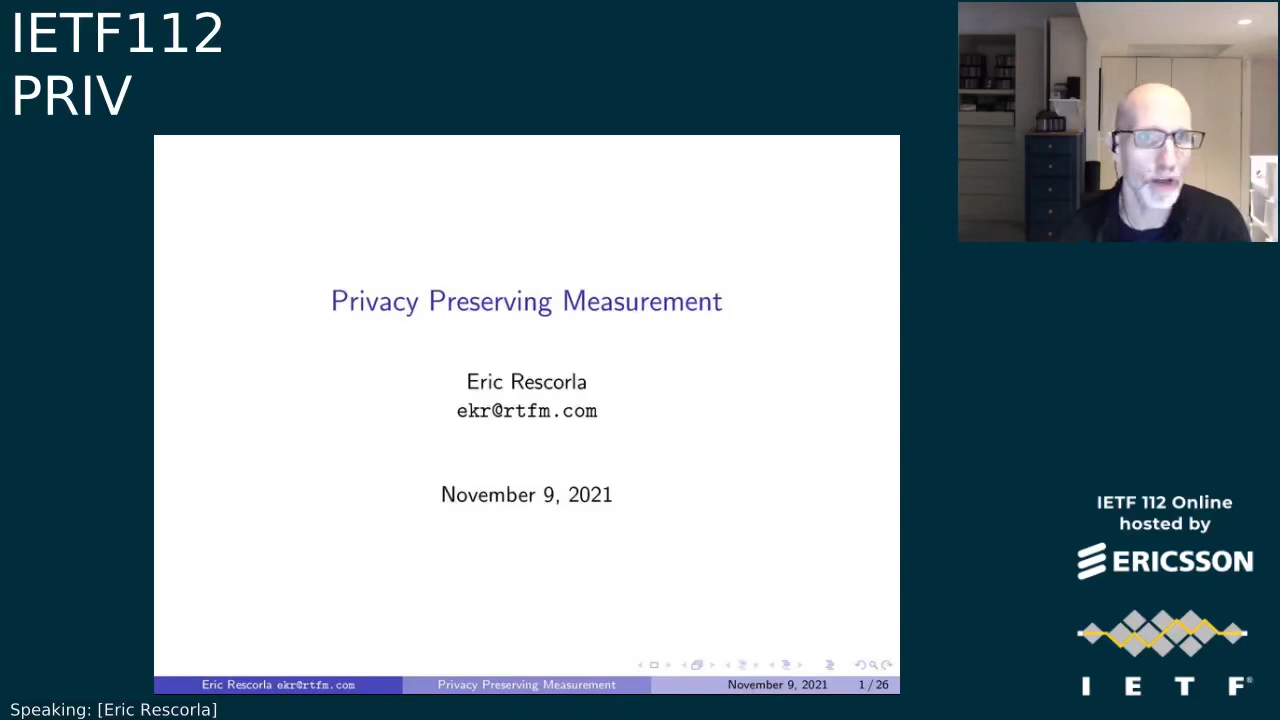 IETF112
PRIV
Privacy Preserving Measurement
Eric Rescorla
ekr@rtfm.com
November 9, 2021
Eric Rescorla ekr@rtfm.com
Privacy Preserving Measurement
November 9, 2021
1 / 26
IETF 112 Online
hosted by
ERICSSON
I E T F®
Speaking: [Eric Rescorla]